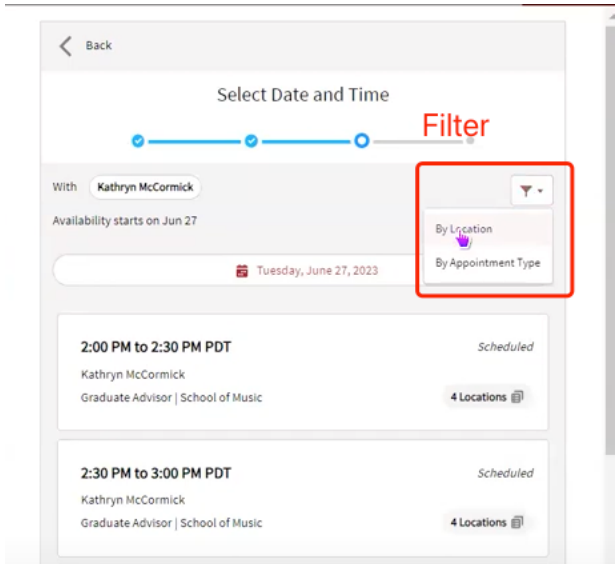 Back
Select Date and Time
Filter
With Kathryn McCormick
Availability starts on Jun 27
By Location
By Appointment Type
Tuesday, June 27, 2023
2:00 PM to 2:30 PM PDT Scheduled
Kathryn McCormick
Graduate Advisor | School of Music 4 Locations
2:30 PM to 3:00 PM PDT Scheduled
Kathryn McCormick
Graduate Advisor | School of Music 4 Locations